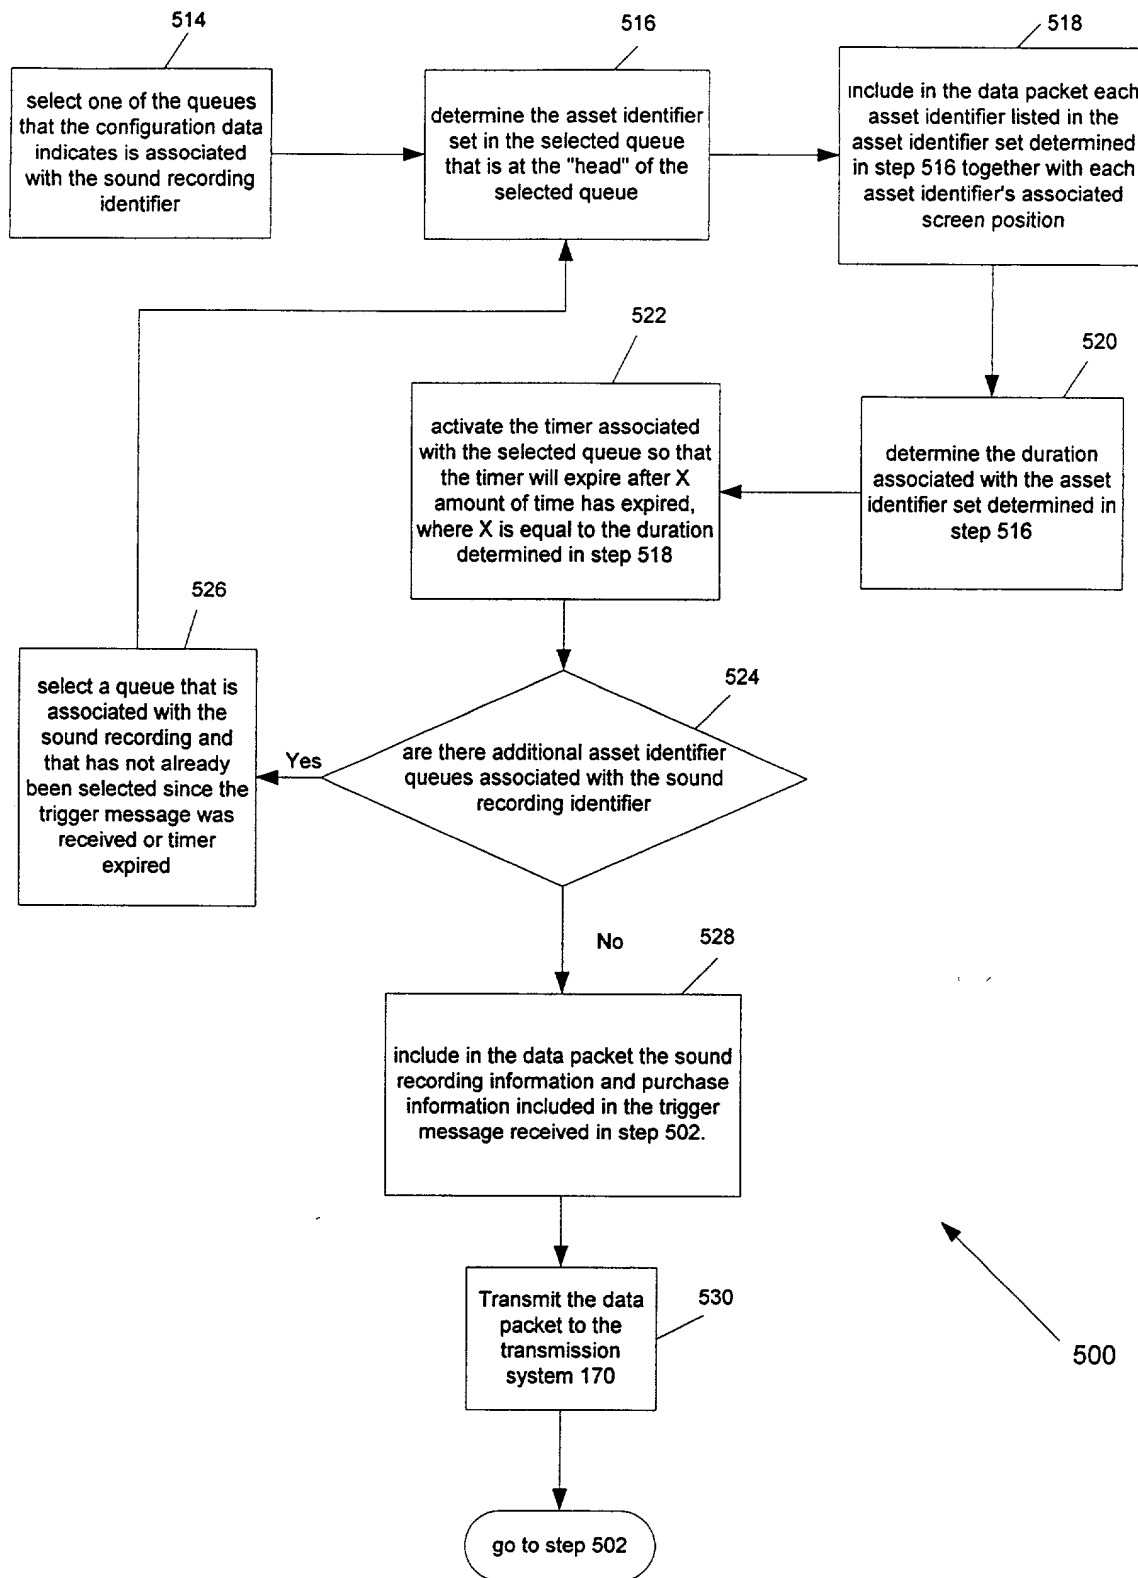 514
select one of the queues
that the configuration data
indicates is associated
with the sound recording
identifier
516
determine the asset identifier
set in the selected queue
that is at the "head" of the
selected queue
518
include in the data packet each
asset identifier listed in the
asset identifier set determined
in step 516 together with each
asset identifier's associated
screen position
520
determine the duration
associated with the asset
identifier set determined in
step 516
522
activate the timer associated
with the selected queue so that
the timer will expire after X
amount of time has expired,
where X is equal to the duration
determined in step 518
524
are there additional asset identifier
queues associated with the sound
recording identifier
Yes
526
select a queue that is
associated with the
sound recording and
that has not already
been selected since the
trigger message was
received or timer
expired
No
528
include in the data packet the sound
recording information and purchase
information included in the trigger
message received in step 502.
530
Transmit the data
packet to the
transmission
system 170
500
go to step 502